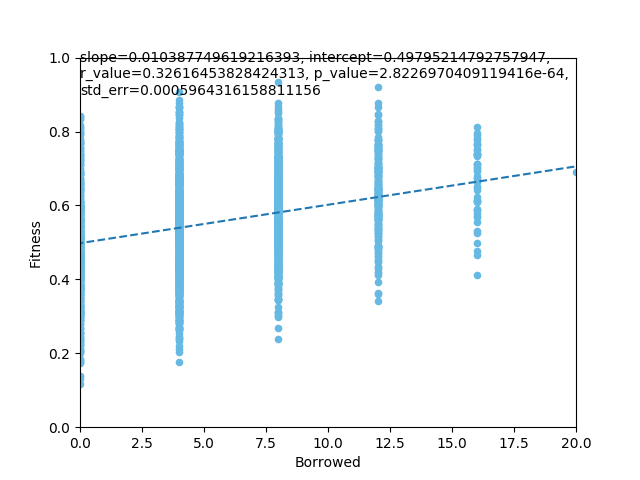 slope=0.010387749619216393, intercept=0.49795214792757947,
r_value=0.32616453828424313, p_value=2.8226970409119416e-64,
std_err=0.0005964316158811156
1.0
0.8
0.6
0.4
0.2
0.0
Fitness
0.0 2.5 5.0 7.5 10.0 12.5 15.0 17.5 20.0
Borrowed